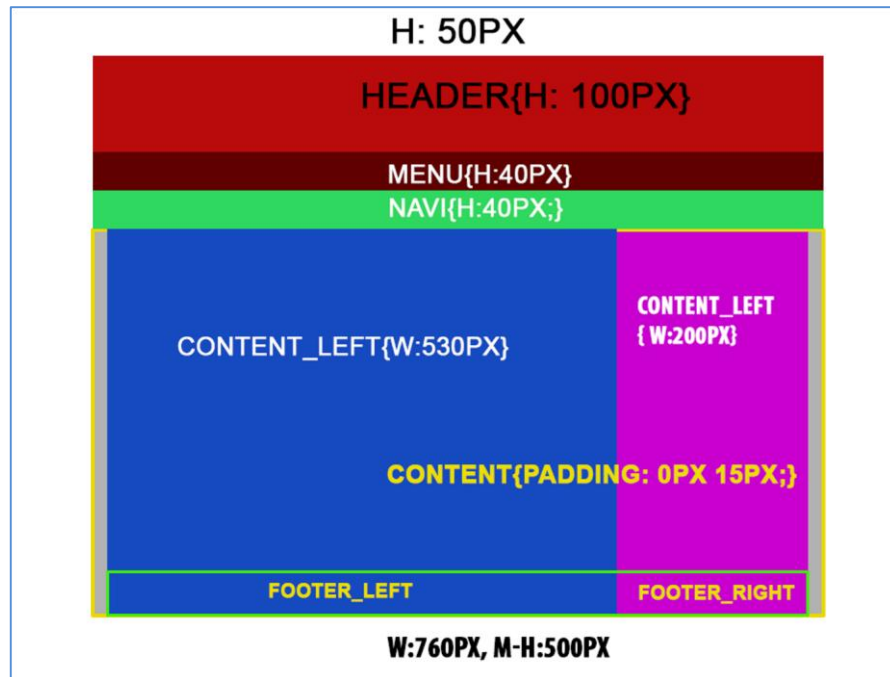 H: 50PX
HEADER{H: 100PX}
MENU{H:40PX}
NAVI{H:40PX;}
CONTENT_LEFT
{ W:200PX}
CONTENT_LEFT{W:530PX}
CONTENT{PADDING: 0PX 15PX;}
FOOTER_LEFT
FOOTER_RIGHT
W:760PX, M-H:500PX